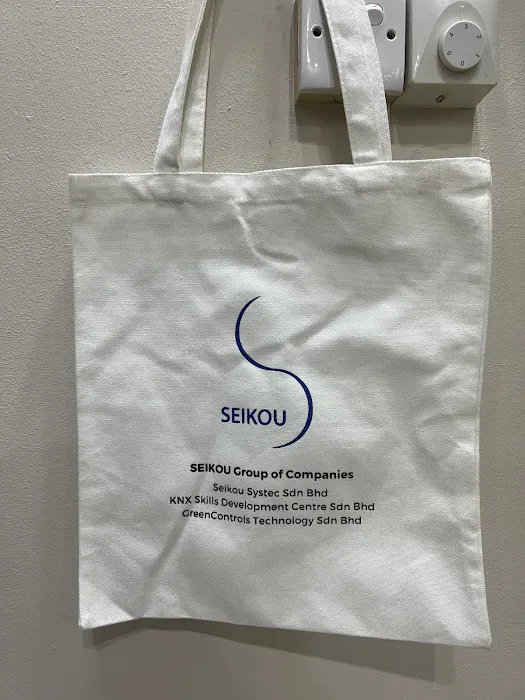 SEIKOU
SEIKOU Group of Companies
Seikou Systec Sdn Bhd
KNX Skills Development Centre Sdn Bhd
GreenControls Technology Sdn Bhd